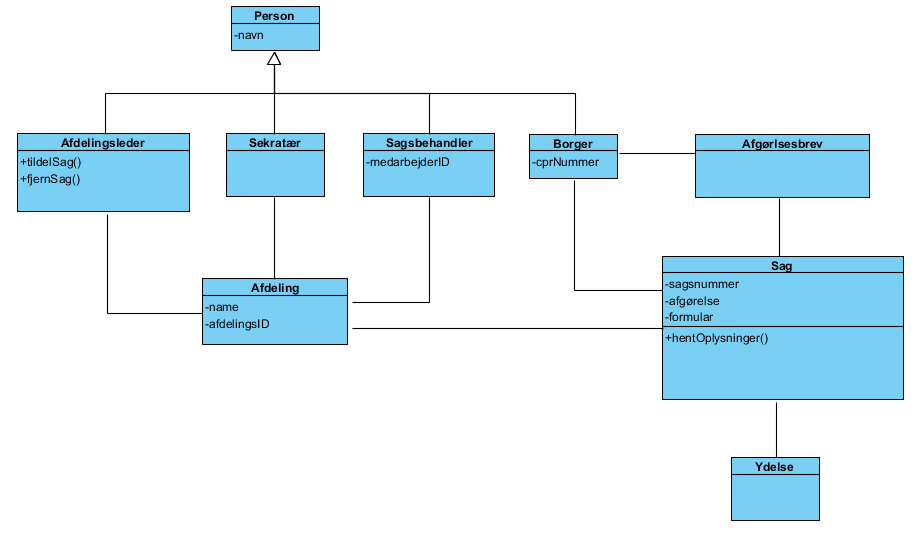 Person
-navn
Afdelingsleder
+tildelSag()
+fjernSag()
Sekratær
Sagsbehandler
-medarbejderID
Borger
-cprNummer
Afgørlsesbrev
Afdeling
-name
-afdelingsID
Sag
-sagsnummer
-afgørelse
-formular
+hentOplysninger()
Ydelse